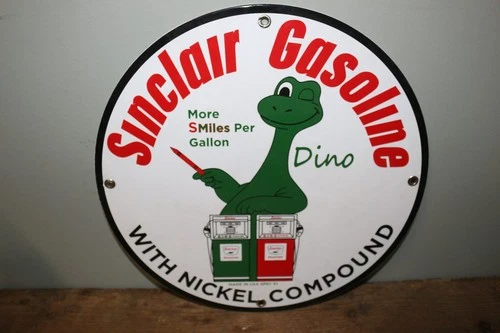 Sinclair Gasoline
More
SMiles Per
Gallon
Dino
WITH NICKEL COMPOUND